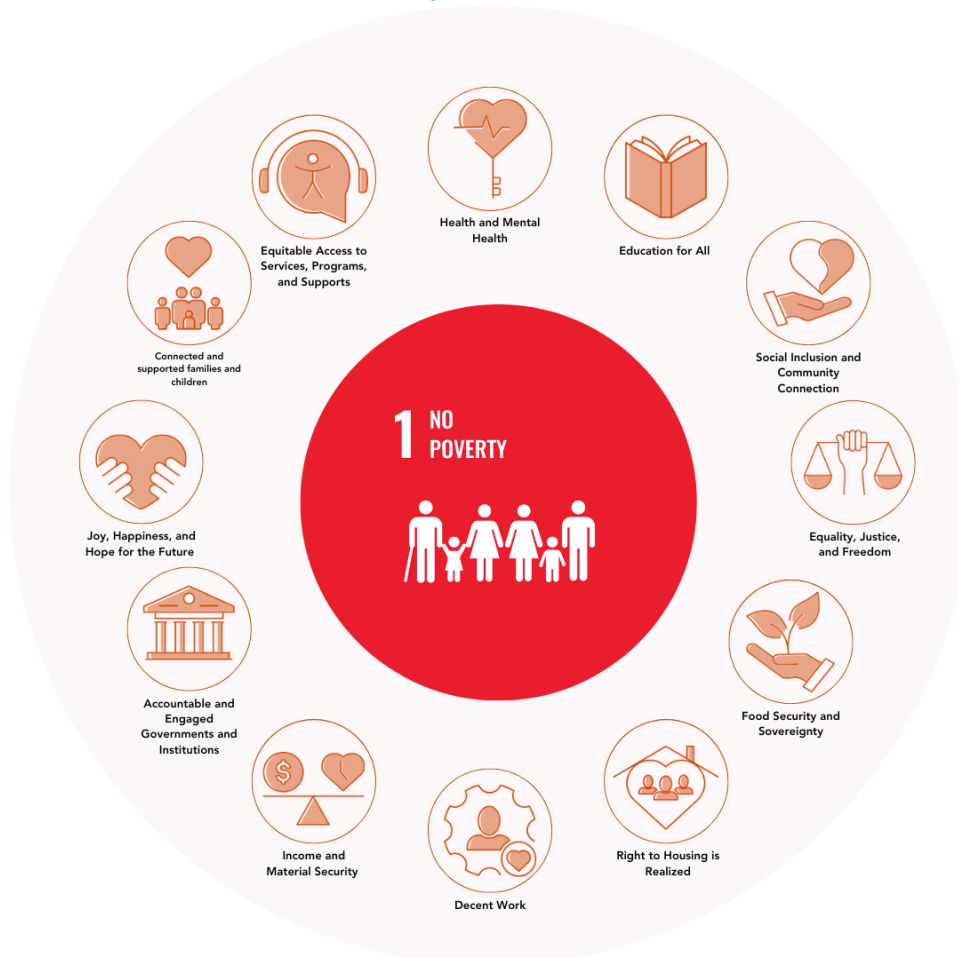 Health and Mental
Health
Education for All
Social Inclusion and
Community
Connection
Equality, Justice,
and Freedom
Food Security and
Sovereignty
Right to Housing is
Realized
Decent Work
$
Income and
Material Security
Accountable and
Engaged
Governments and
Institutions
Joy, Happiness, and
Hope for the Future
Connected and
supported families and
children
Equitable Access to
Services, Programs,
and Supports
1 NO
POVERTY